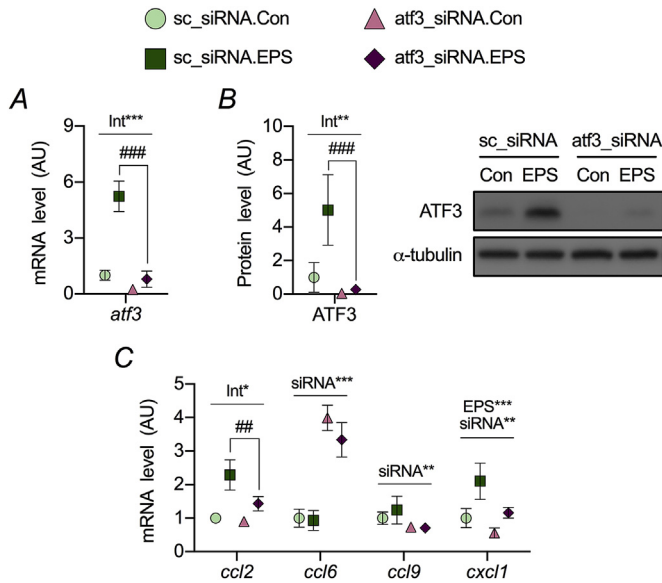 sc_siRNA.Con
atf3_siRNA.Con
sc_siRNA.EPS
atf3_siRNA.EPS
A
Int***
###
9
6
3
0
mRNA level (AU)
atf3
B
Int**
###
10
8
6
4
2
0
Protein level (AU)
ATF3
sc_siRNA atf3_siRNA
Con EPS Con EPS
ATF3
α-tubulin
C
5
4
3
2
1
0
mRNA level (AU)
Int*
##
siRNA***
siRNA**
EPS***
siRNA**
ccl2 ccl6 ccl9 cxcl1